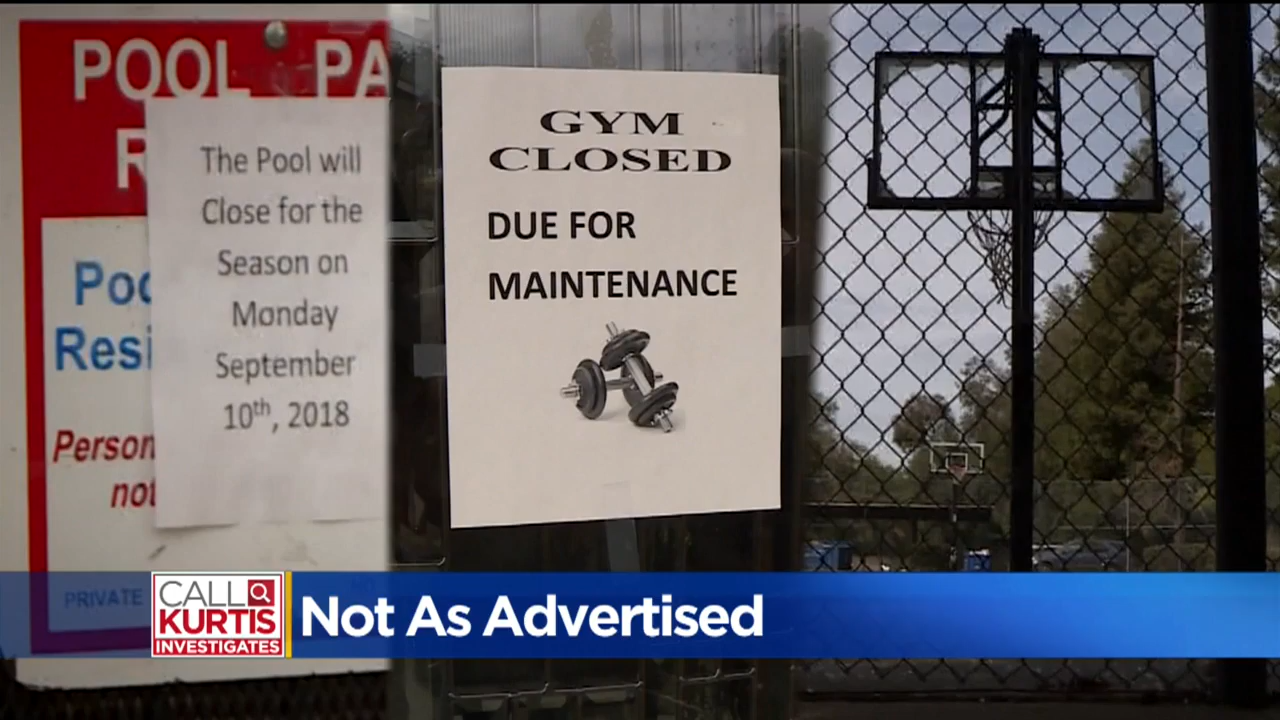 POOL PA
R
The Pool will
Close for the
Season on
Monday
September
10th, 2018
Poo
Resi
Person
not
PRIVATE
GYM
CLOSED
DUE FOR
MAINTENANCE
CALL
KURTIS
INVESTIGATES
Not As Advertised